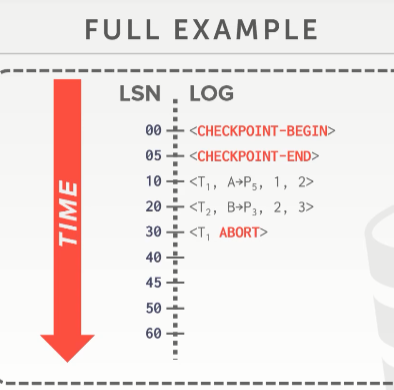 FULL EXAMPLE
LSN LOG
TIME
00 <CHECKPOINT-BEGIN>
05 <CHECKPOINT-END>
10 <T₁, A→P₅, 1, 2>
20 <T₂, B→P₃, 2, 3>
30 <T₁ ABORT>
40
45
50
60